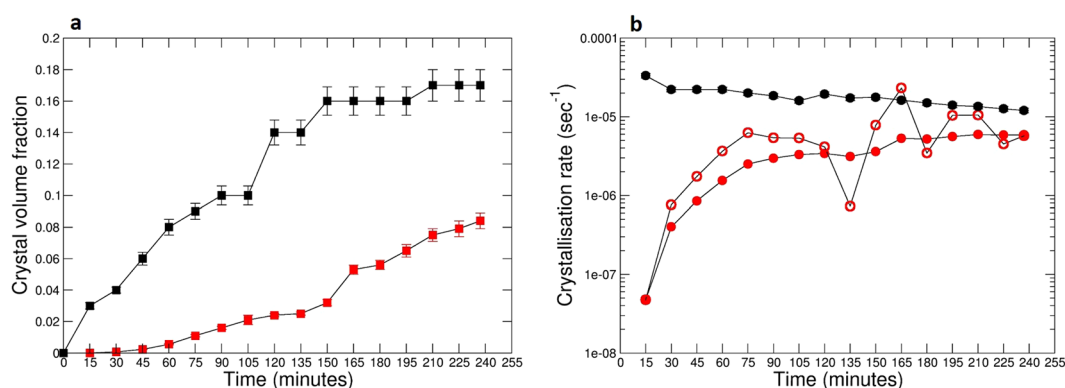 a
0.2
0.18
0.16
0.14
0.12
0.1
0.08
0.06
0.04
0.02
0
Crystal volume fraction
0 15 30 45 60 75 90 105 120 135 150 165 180 195 210 225 240 255
Time (minutes)
b
0.0001
1e-05
1e-06
1e-07
1e-08
Crystallisation rate (sec⁻¹)
15 30 45 60 75 90 105 120 135 150 165 180 195 210 225 240 255
Time (minutes)